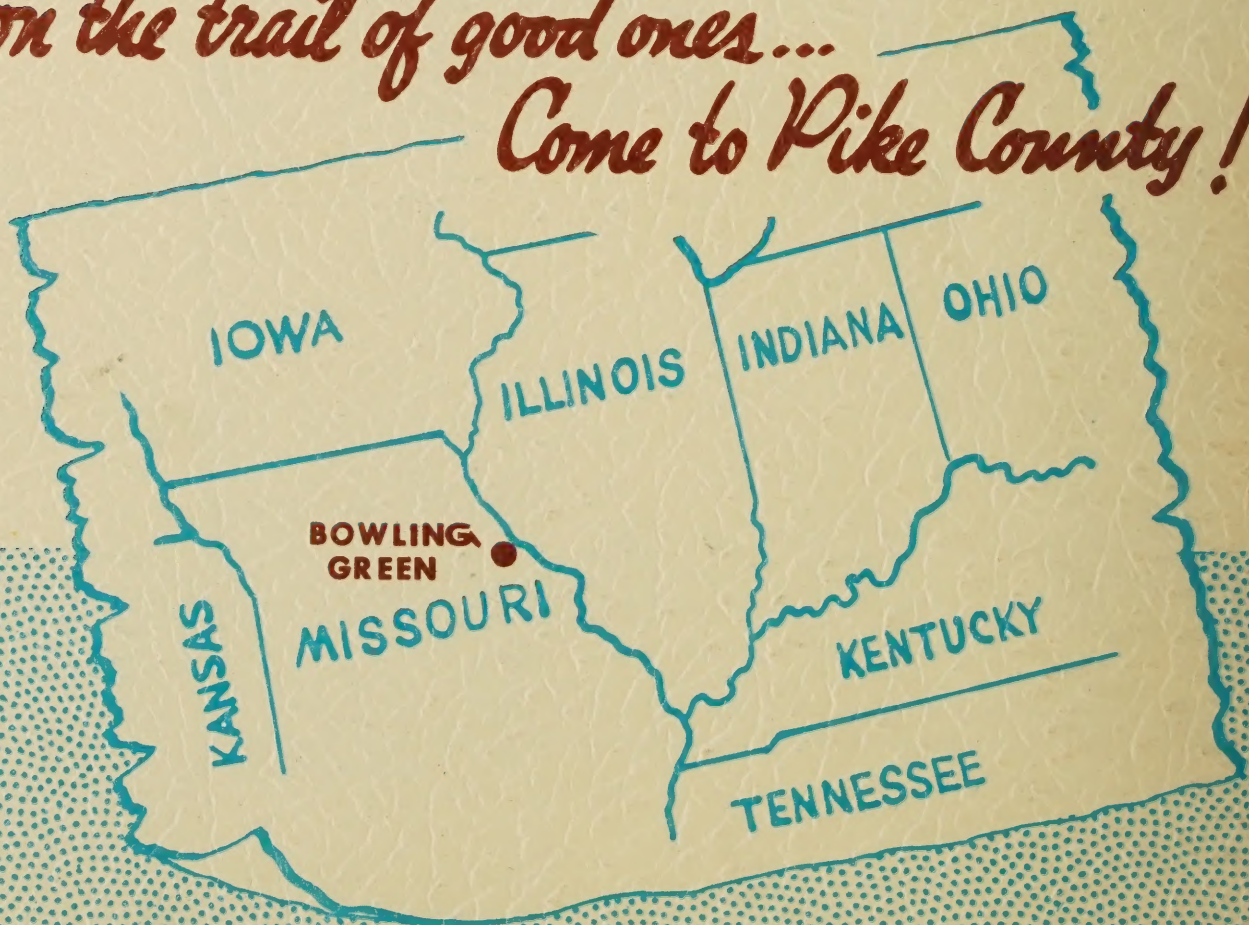 on the trail of good ones...
Come to Pike County!
IOWA
ILLINOIS
INDIANA
OHIO
BOWLING
GREEN
MISSOURI
KANSAS
KENTUCKY
TENNESSEE